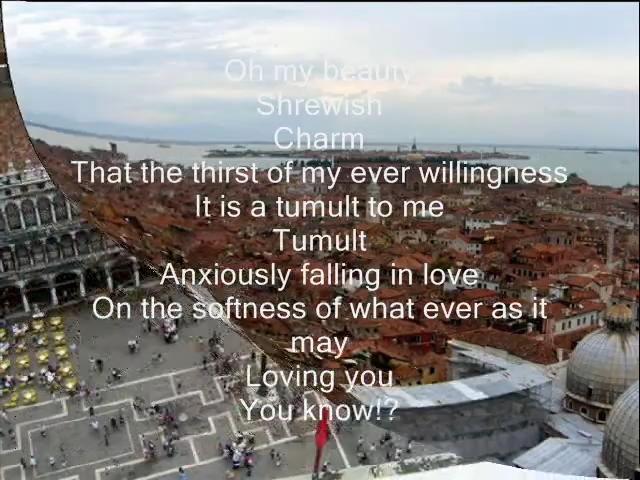 Oh my beauty
Shrewish
Charm
That the thirst of my ever willingness
It is a tumult to me
Tumult
Anxiously falling in love
On the softness of what ever as it
may
Loving you
You know!?